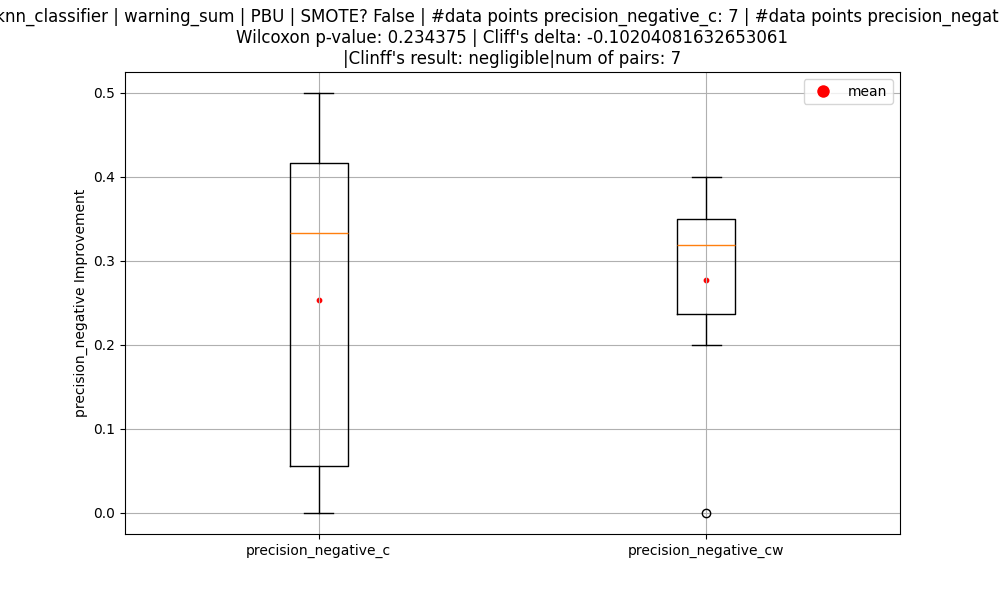 knn_classifier | warning_sum | PBU | SMOTE? False | #data points precision_negative_c: 7 | #data points
Wilcoxon p-value: 0.234375 | Cliff's delta: -0.10204081632653061
|Clinff's result: negligible|num of pairs: 7
mean
0.5
0.4
0.3
0.2
0.1
0.0
precision_negative Improvement
precision_negative_c
precision_negative_cw